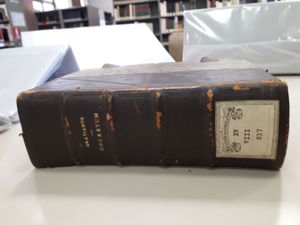 GRATIANUS
DECRETUM
XV
VIII
237